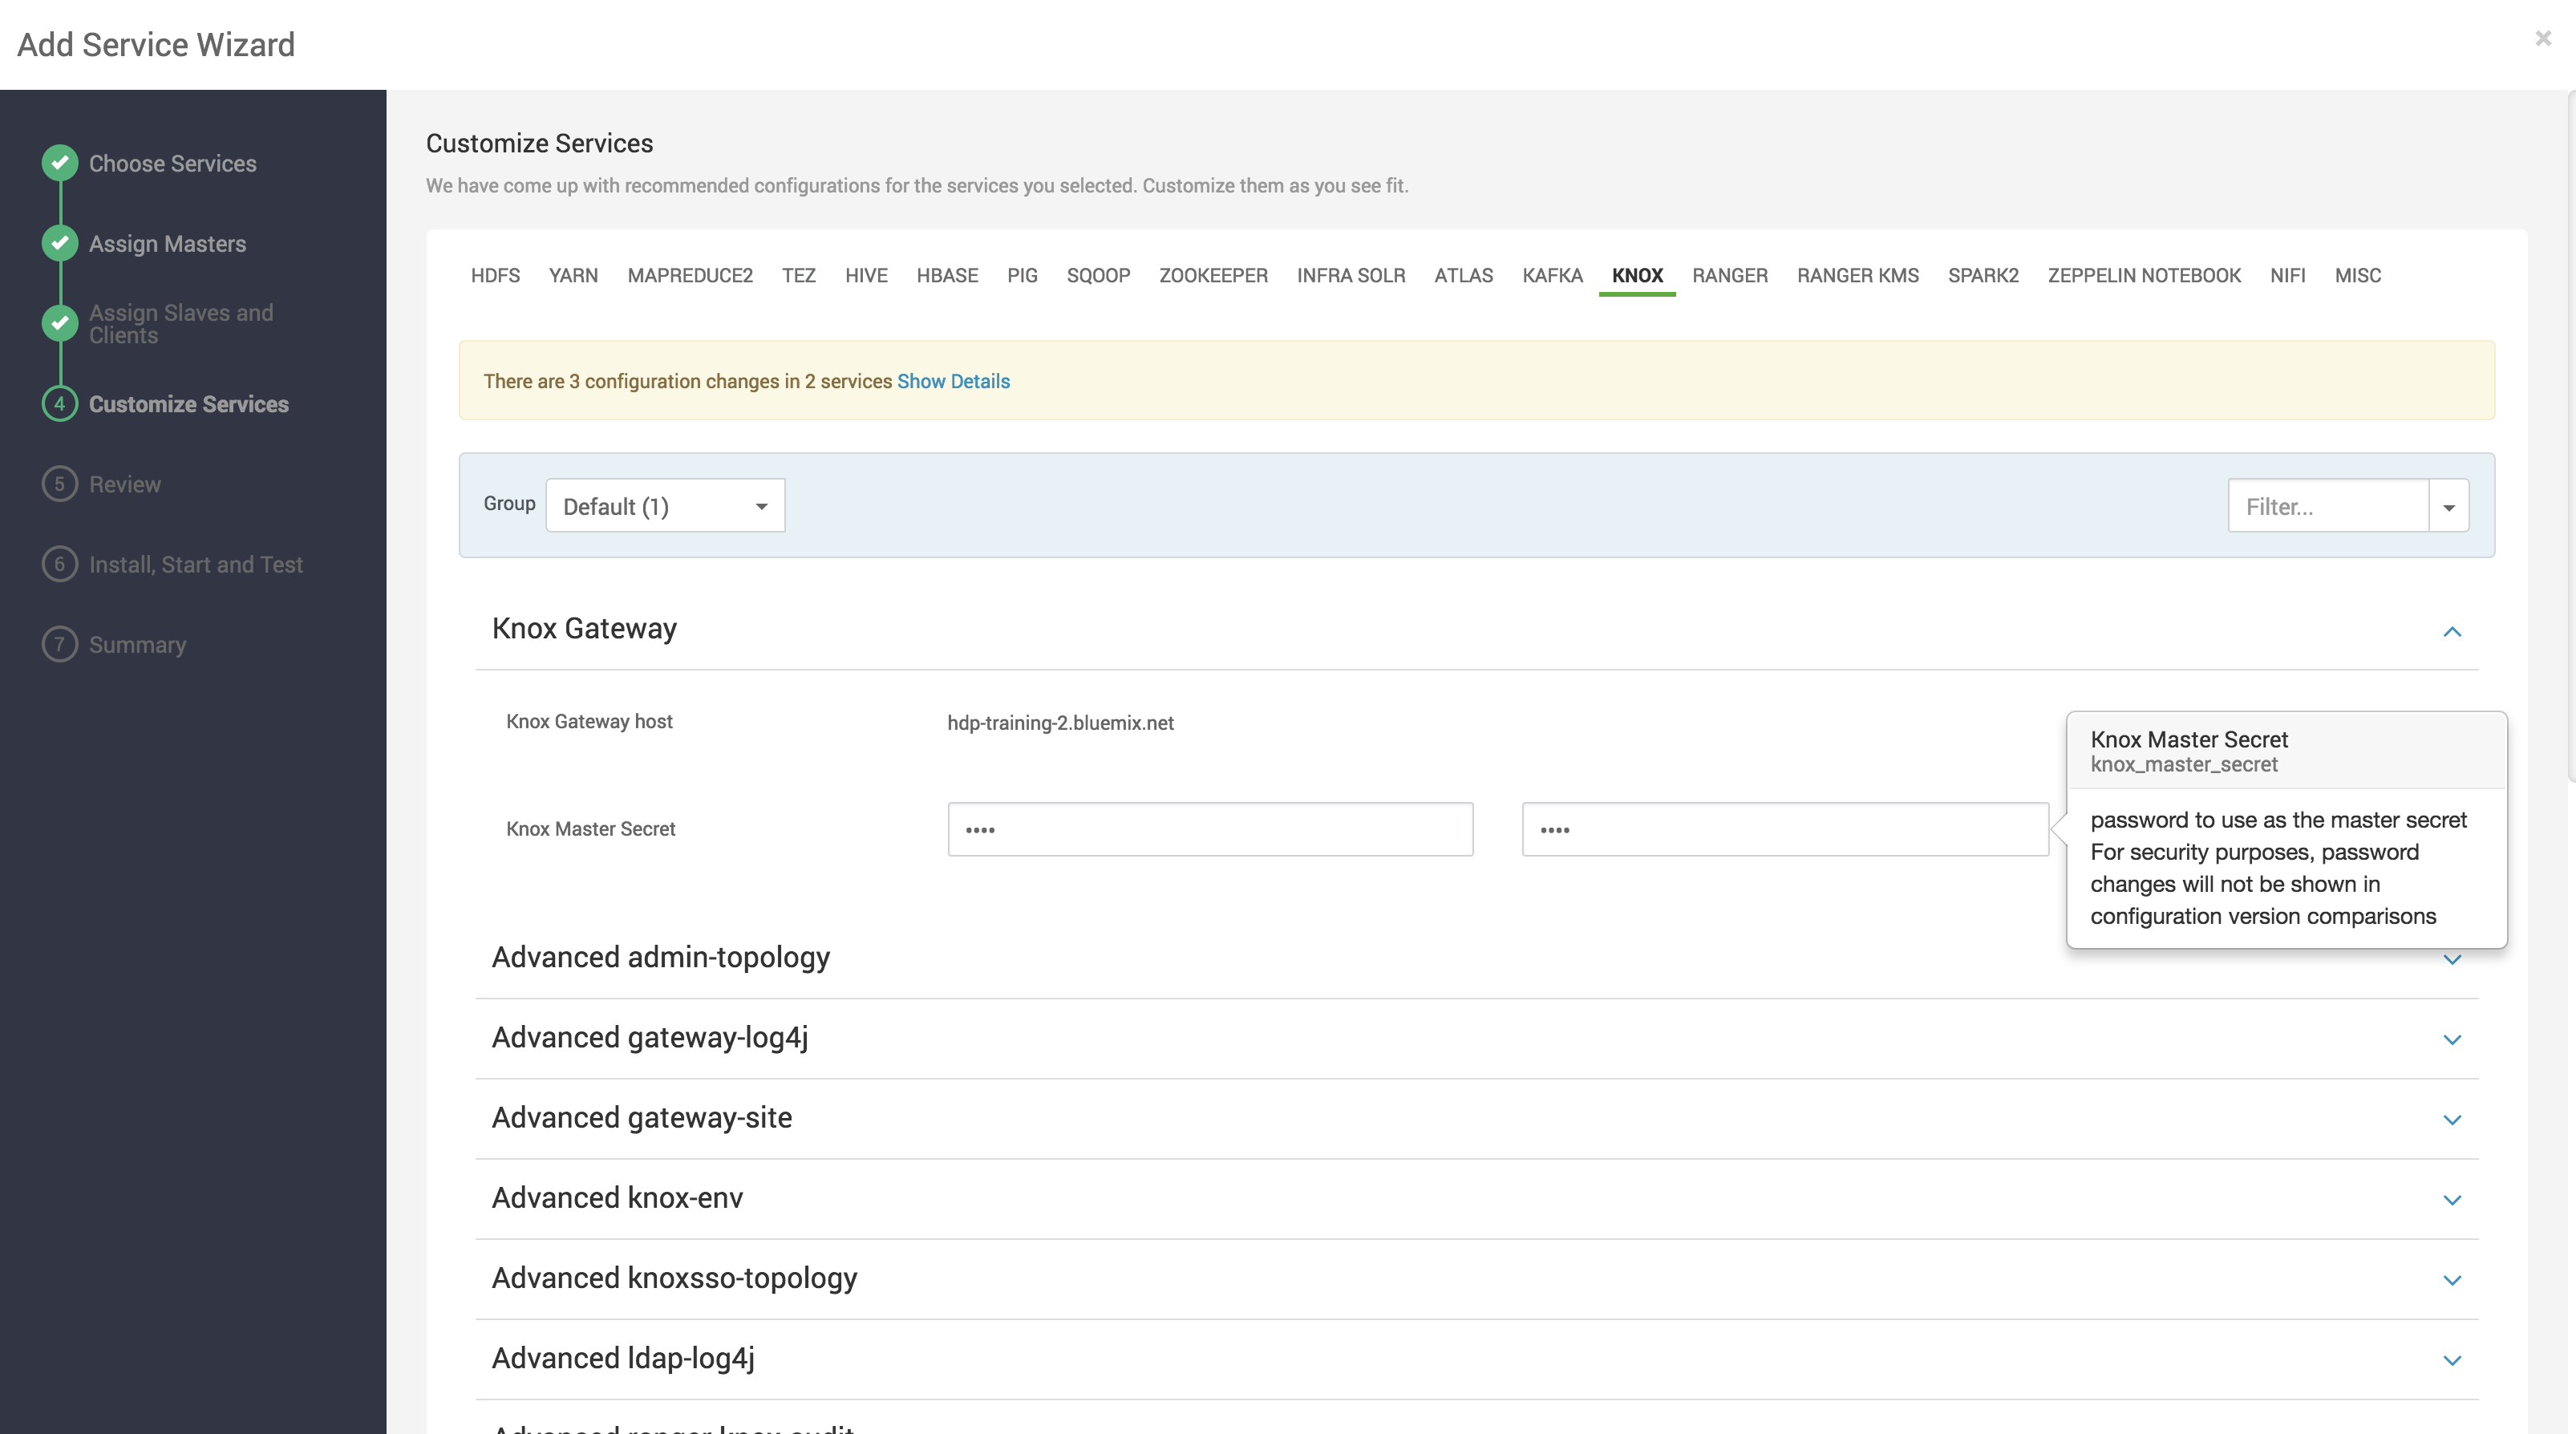 Add Service Wizard
×
Choose Services
Assign Masters
Assign Slaves and
Clients
4 Customize Services
5 Review
6 Install, Start and Test
7 Summary
Customize Services
We have come up with recommended configurations for the services you selected. Customize them as you see fit.
HDFS YARN MAPREDUCE2 TEZ HIVE HBASE PIG SQOOP ZOOKEEPER INFRA SOLR ATLAS KAFKA KNOX RANGER RANGER KMS SPARK2 ZEPPELIN NOTEBOOK NIFI MISC
There are 3 configuration changes in 2 services Show Details
Group Default (1) Filter...
Knox Gateway
Knox Gateway host hdp-training-2.bluemix.net
Knox Master Secret •••• ••••
Knox Master Secret
knox_master_secret
password to use as the master secret
For security purposes, password
changes will not be shown in
configuration version comparisons
Advanced admin-topology
Advanced gateway-log4j
Advanced gateway-site
Advanced knox-env
Advanced knoxsso-topology
Advanced ldap-log4j
Advanced ranger-knox-audit